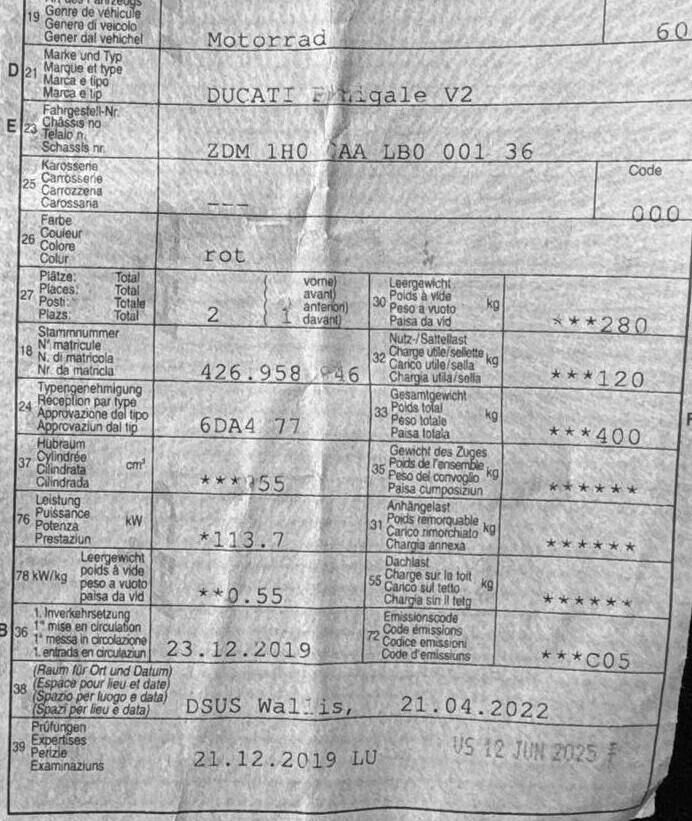 19 Genre de véhicule
Genere di veicolo
Gener dal vehichel
Motorrad
60
D 21 Marke und Typ
Marque et type
Marca e tipo
Marca e tip
DUCATI V2
E 23 Fahrgestell-Nr.
Châssis no
Telaio n.
Schassis nr.
ZDM 1H0 AA LB0 001 36
25 Karosserie
Carrosserie
Carrozzeria
Carossaria
---
Code
000
26 Farbe
Couleur
Colore
Colur
rot
27 Plätze: Total
Places: Total
Posti: Totale
Plazs: Total
2
( 1
vorne)
avant)
anteriori)
davant)
30 Leergewicht
Poids à vide
Peso a vuoto
Paisa da vid
kg
***280
18 Stammnummer
N° matricule
N. di matricola
Nr. da matricla
426.958 46
32 Nutz-/Sattellast
Charge utile/sellette
Carico utile/sella
Chargia utila/sella
kg
***120
24 Typengenehmigung
Réception par type
Approvazione del tipo
Approvaziun dal tip
6DA4 77
33 Gesamtgewicht
Poids total
Peso totale
Paisa totala
kg
***400
37 Hubraum
Cylindrée
Cilindrata
Cilindrada
cm³
*** 55
35 Gewicht des Zuges
Poids de l'ensemble
Peso del convoglio
Paisa cumposiziun
kg
******
76 Leistung
Puissance
Potenza
Prestaziun
kW
*113.7
31 Anhängelast
Poids remorquable
Carico rimorchiato
Chargia annexa
kg
******
78 kW/kg
Leergewicht
poids à vide
peso a vuoto
paisa da vid
**0.55
55 Dachlast
Charge sur le toit
Carico sul tetto
Chargia sin il tetg
kg
******
B 36 1. Inverkehrsetzung
1re mise en circulation
1a messa in circolazione
1. entrada en circulaziun
23.12.2019
72 Emissionscode
Code émissions
Codice emissioni
Code d'emissiuns
***C05
38 (Raum für Ort und Datum)
(Espace pour lieu et date)
(Spazio per luogo e data)
(Spazi per lieu e data)
DSUS Wallis, 21.04.2022
39 Prüfungen
Expertises
Perizie
Examinaziuns
21.12.2019 LU
VS 12 JUN 2025